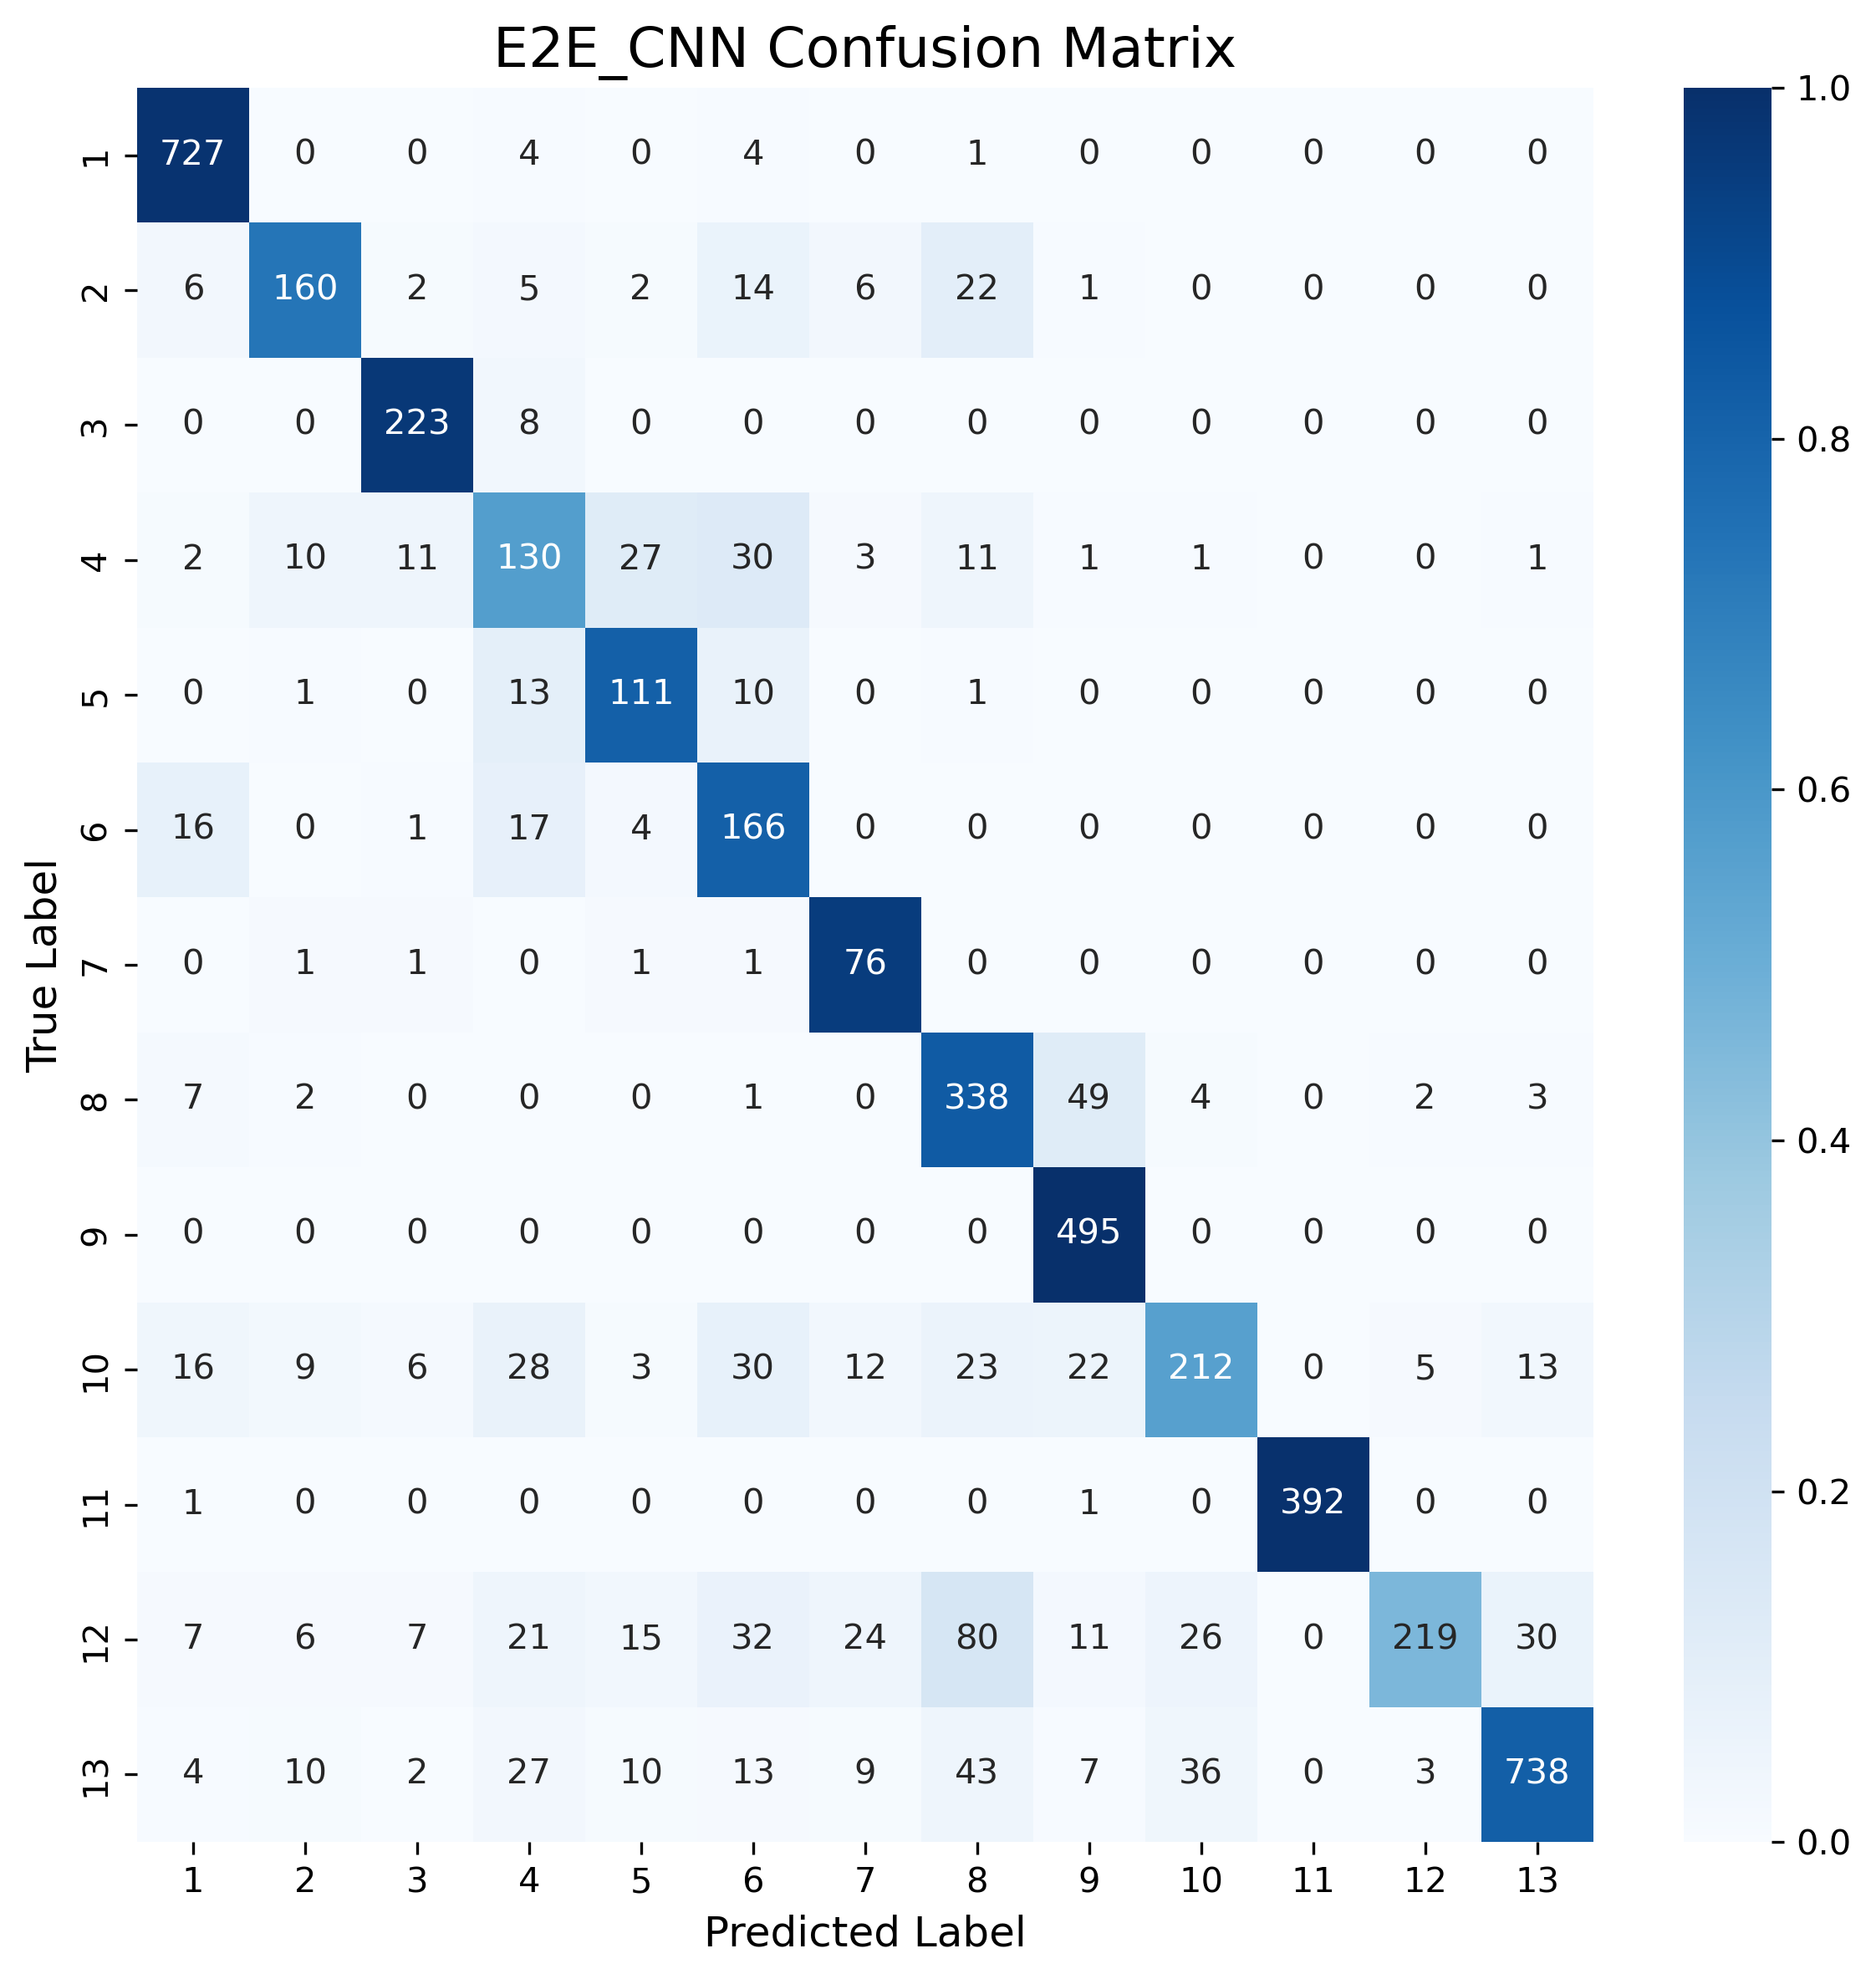 E2E_CNN Confusion Matrix
1 727 0 0 4 0 4 0 1 0 0 0 0 0
2 6 160 2 5 2 14 6 22 1 0 0 0 0
3 0 0 223 8 0 0 0 0 0 0 0 0 0
4 2 10 11 130 27 30 3 11 1 1 0 0 1
5 0 1 0 13 111 10 0 1 0 0 0 0 0
6 16 0 1 17 4 166 0 0 0 0 0 0 0
7 0 1 1 0 1 1 76 0 0 0 0 0 0
8 7 2 0 0 0 1 0 338 49 4 0 2 3
9 0 0 0 0 0 0 0 0 495 0 0 0 0
10 16 9 6 28 3 30 12 23 22 212 0 5 13
11 1 0 0 0 0 0 0 0 1 0 392 0 0
12 7 6 7 21 15 32 24 80 11 26 0 219 30
13 4 10 2 27 10 13 9 43 7 36 0 3 738
1 2 3 4 5 6 7 8 9 10 11 12 13
Predicted Label
True Label
1.0
0.8
0.6
0.4
0.2
0.0